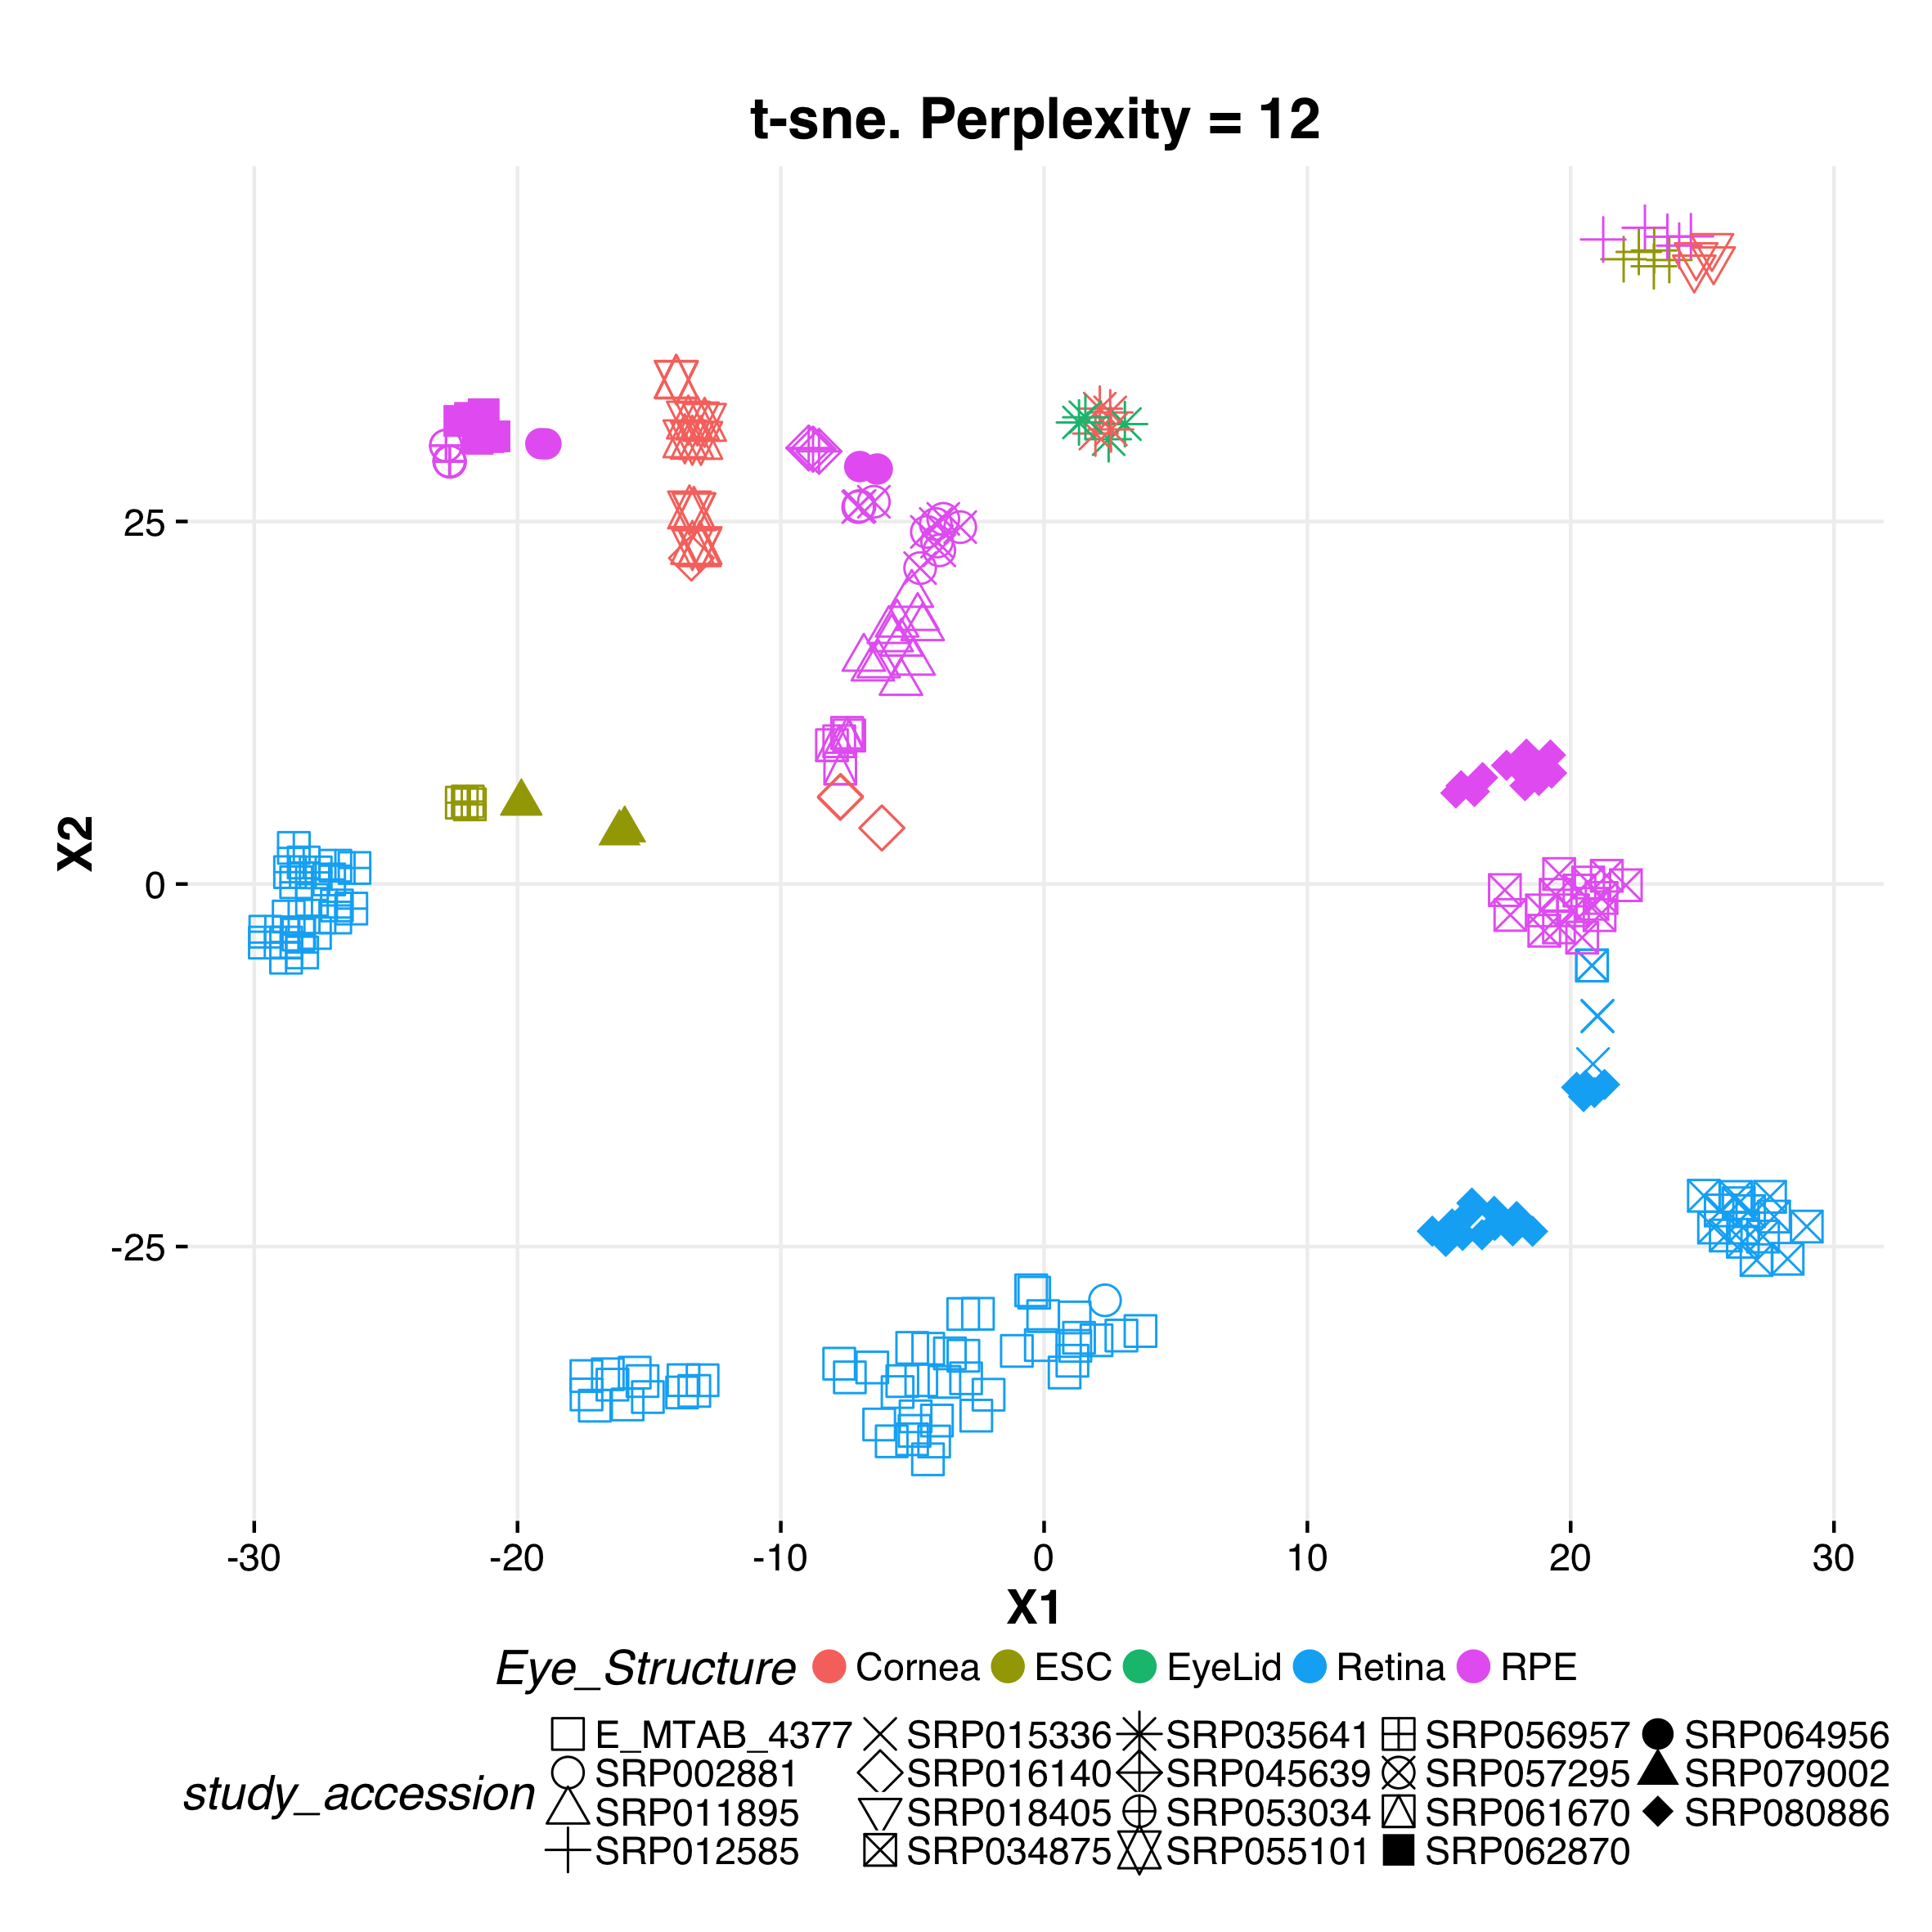 t-sne. Perplexity = 12
X2
25
0
-25
-30 -20 -10 0 10 20 30
X1
Eye_Structure Cornea ESC EyeLid Retina RPE
study_accession
E_MTAB_4377 SRP015336 SRP035641 SRP056957 SRP064956
SRP002881 SRP016140 SRP045639 SRP057295 SRP079002
SRP011895 SRP018405 SRP053034 SRP061670 SRP080886
SRP012585 SRP034875 SRP055101 SRP062870